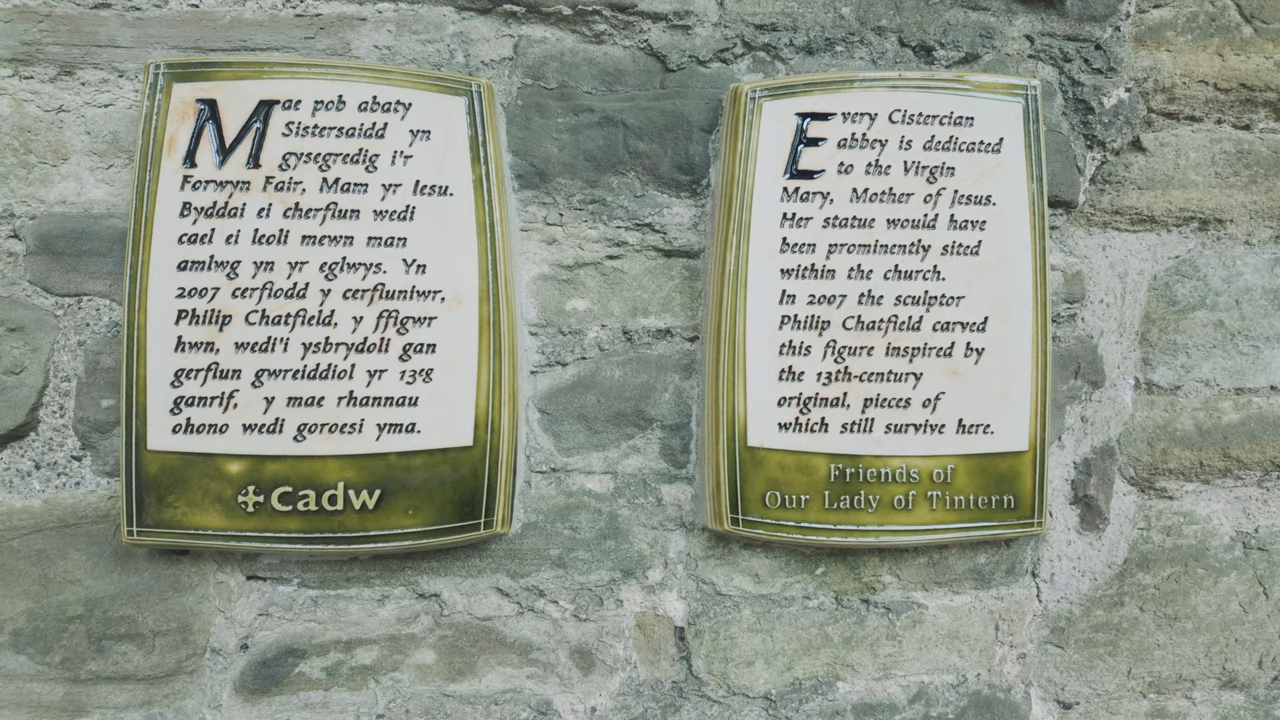 Mae pob abaty
Sistersaidd yn
gysegredig i'r
Forwyn Fair, Mam yr Iesu.
Byddai ei cherflun wedi
cael ei leoli mewn man
amlwg yn yr eglwys. Yn
2007 cerfiodd y cerfluniwr,
Philip Chatfield, y ffigwr
hwn, wedi'i ysbrydoli gan
gerflun gwreiddiol yr 13eg
ganrif, y mae rhannau
ohono wedi goroesi yma.
cadw
Every Cistercian
abbey is dedicated
to the Virgin
Mary, Mother of Jesus.
Her statue would have
been prominently sited
within the church.
In 2007 the sculptor
Philip Chatfield carved
this figure inspired by
the 13th-century
original, pieces of
which still survive here.
Friends of
Our Lady of Tintern